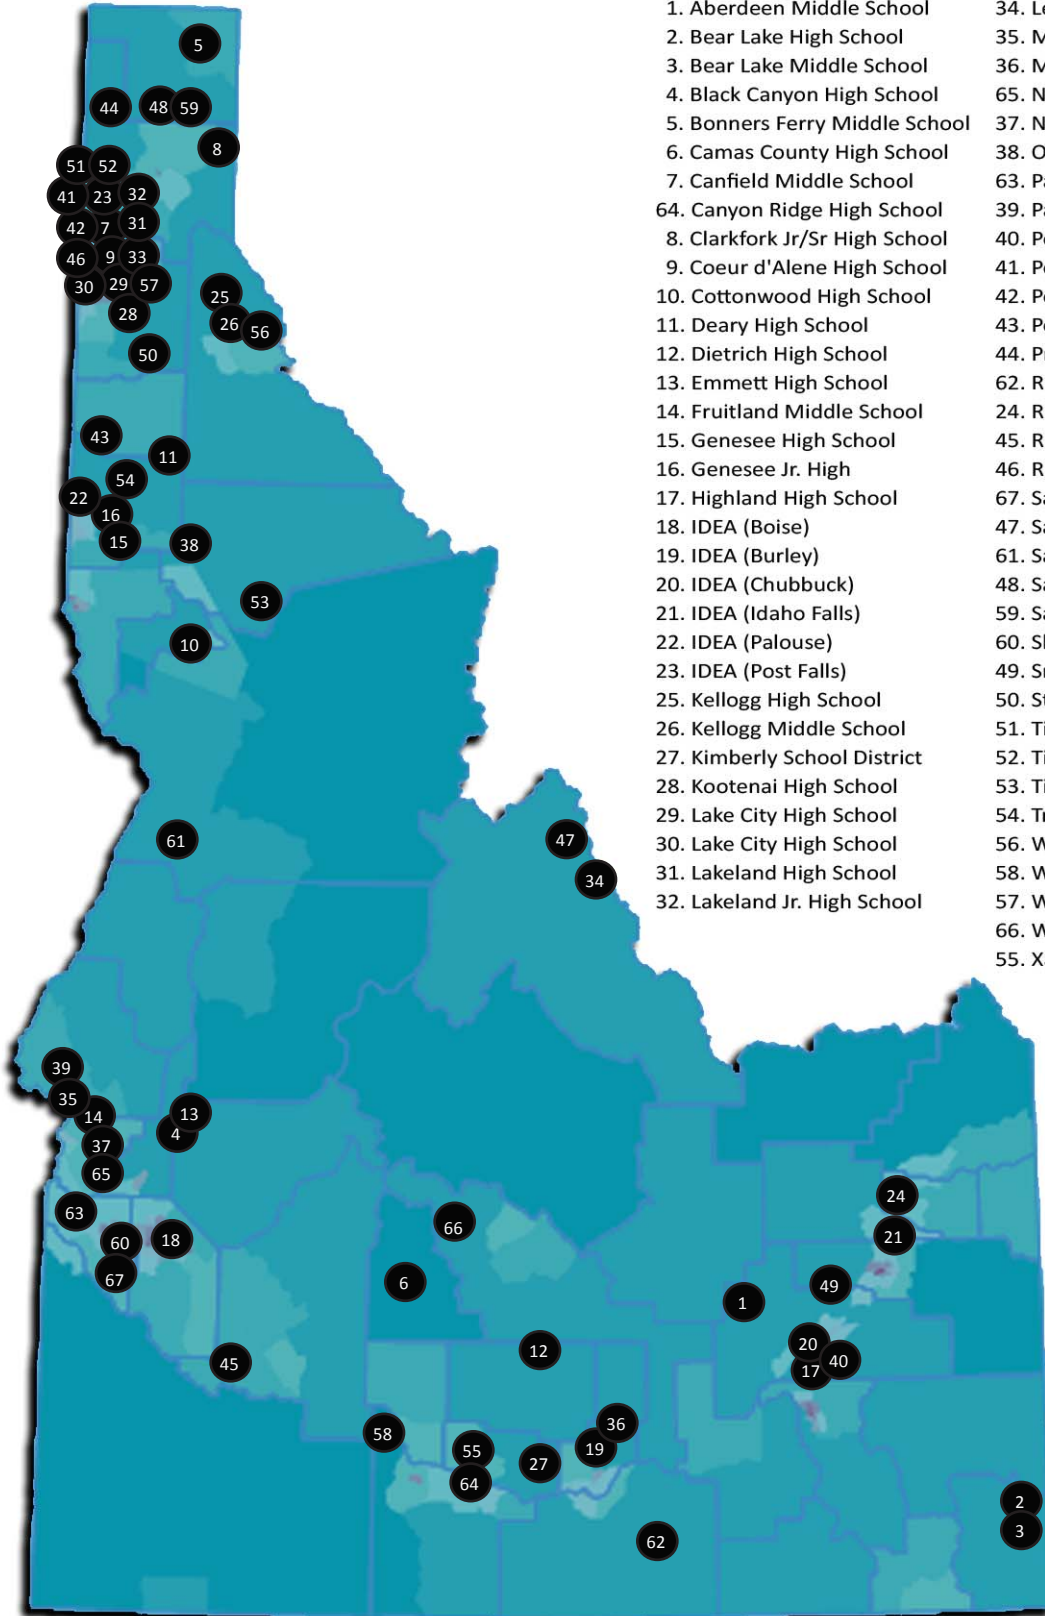 1. Aberdeen Middle School
2. Bear Lake High School
3. Bear Lake Middle School
4. Black Canyon High School
5. Bonners Ferry Middle School
6. Camas County High School
7. Canfield Middle School
64. Canyon Ridge High School
8. Clarkfork Jr/Sr High School
9. Coeur d'Alene High School
10. Cottonwood High School
11. Deary High School
12. Dietrich High School
13. Emmett High School
14. Fruitland Middle School
15. Genesee High School
16. Genesee Jr. High
17. Highland High School
18. IDEA (Boise)
19. IDEA (Burley)
20. IDEA (Chubbuck)
21. IDEA (Idaho Falls)
22. IDEA (Palouse)
23. IDEA (Post Falls)
25. Kellogg High School
26. Kellogg Middle School
27. Kimberly School District
28. Kootenai High School
29. Lake City High School
30. Lake City High School
31. Lakeland High School
32. Lakeland Jr. High School
34.
35.
36.
65.
37.
38.
63.
39.
40.
41.
42.
43.
44.
62.
24.
45.
46.
67.
47.
61.
48.
59.
60.
49.
50.
51.
52.
53.
54.
56.
58.
57.
66.
55.
5
44 48 59
8
51 52
41 23 32
42 7 31
46 9 33
30 29 57
25
28
26 56
50
43
11
54
22
16
15 38
53
10
61
47
34
39
35
14 13
37 4
65
24
63
66
60 18
21
67
6
49
1
20
12
45
17 40
36
58
55 19
27
64
2
3
62